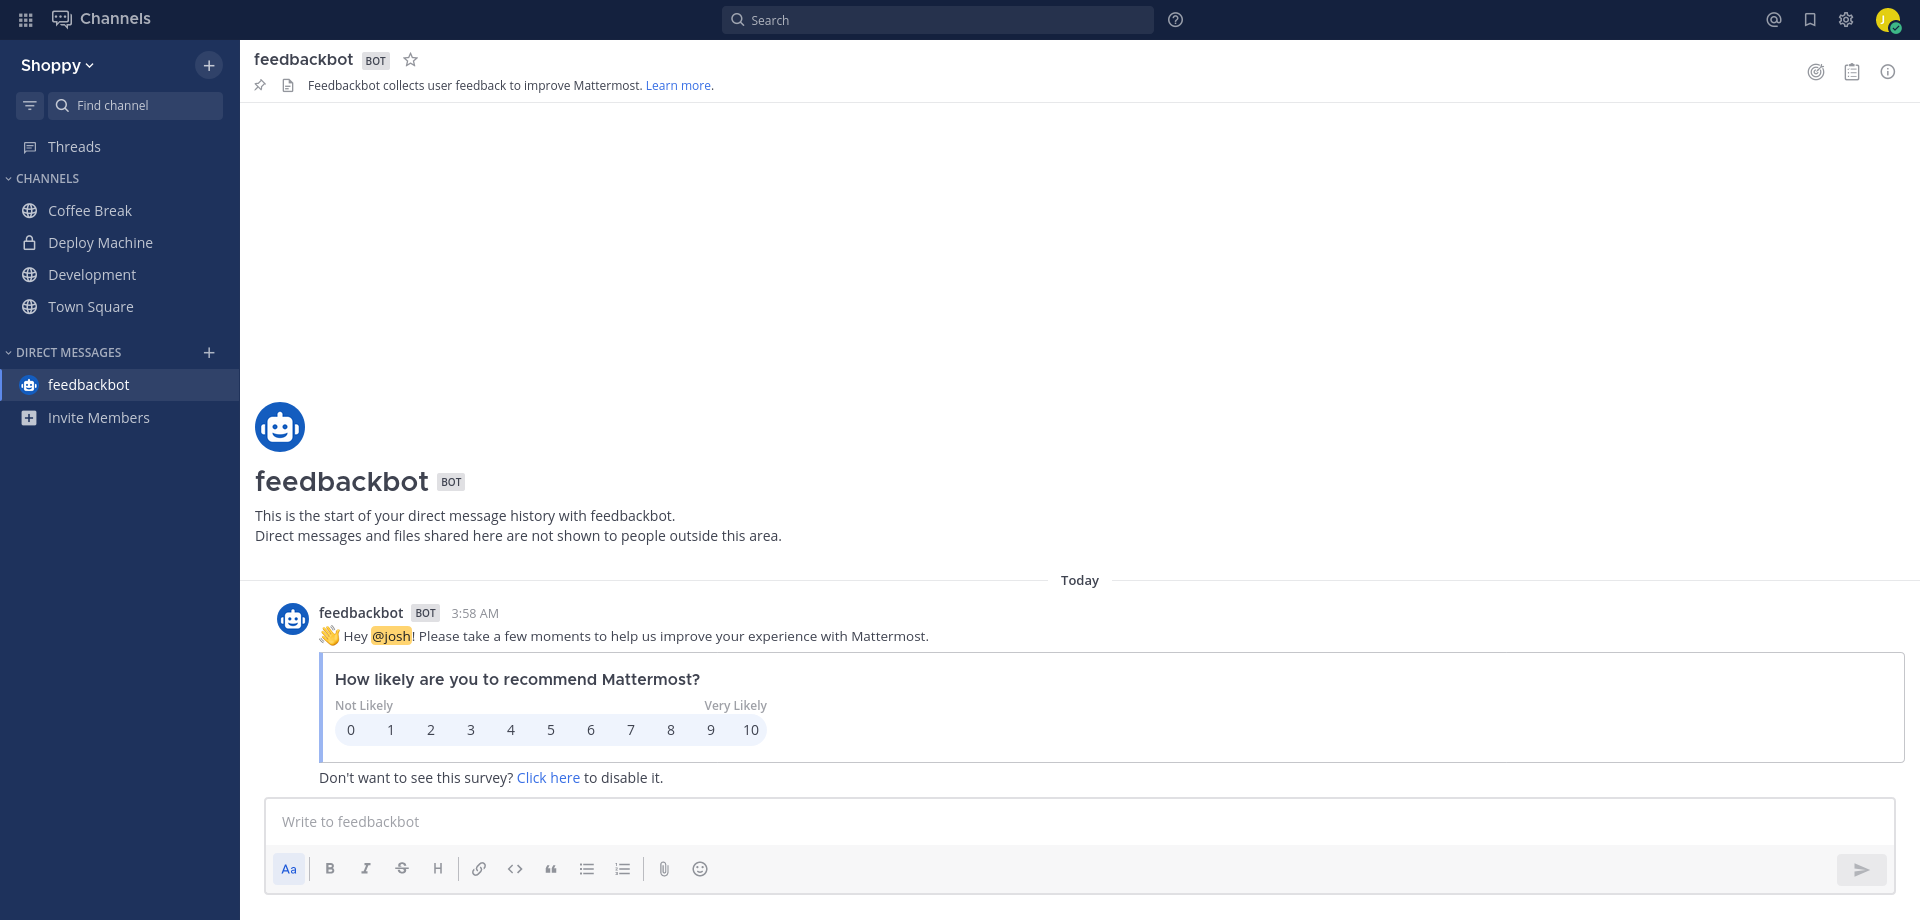 Channels
Search
J
Shoppy
Find channel
Threads
CHANNELS
Coffee Break
Deploy Machine
Development
Town Square
DIRECT MESSAGES
feedbackbot
Invite Members
feedbackbot BOT
Feedbackbot collects user feedback to improve Mattermost. Learn more.
feedbackbot BOT
This is the start of your direct message history with feedbackbot.
Direct messages and files shared here are not shown to people outside this area.
Today
feedbackbot BOT 3:58 AM
👋 Hey @josh! Please take a few moments to help us improve your experience with Mattermost.
How likely are you to recommend Mattermost?
Not Likely Very Likely
0 1 2 3 4 5 6 7 8 9 10
Don't want to see this survey? Click here to disable it.
Write to feedbackbot
Aa B I S H